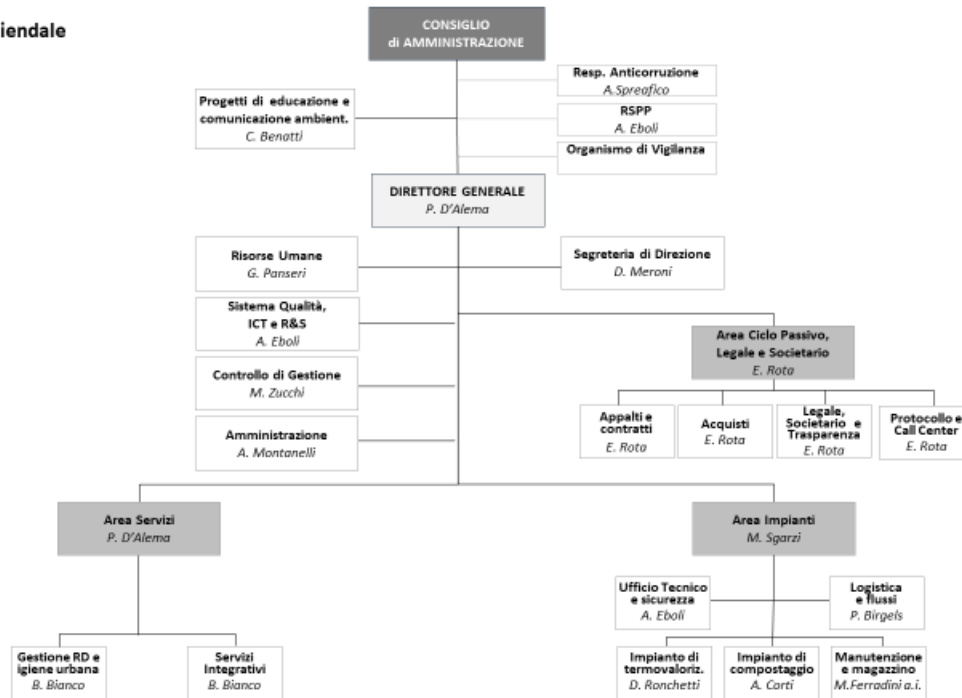 iendale
CONSIGLIO
di AMMINISTRAZIONE
Resp. Anticorruzione
A.Spreafico
Progetti di educazione e
comunicazione ambient.
C. Benatti
RSPP
A. Eboli
Organismo di Vigilanza
DIRETTORE GENERALE
P. D'Alema
Risorse Umane
G. Panseri
Segreteria di Direzione
D. Meroni
Sistema Qualità,
ICT e R&S
A. Eboli
Area Ciclo Passivo,
Legale e Societario
E. Rota
Controllo di Gestione
M. Zucchi
Appalti e
contratti
E. Rota
Acquisti
E. Rota
Legale,
Societario e
Trasparenza
E. Rota
Protocollo e
Call Center
E. Rota
Amministrazione
A. Montanelli
Area Servizi
P. D'Alema
Area Impianti
M. Sgarzi
Ufficio Tecnico
e sicurezza
A. Eboli
Logistica
e flussi
P. Birgels
Gestione RD e
igiene urbana
B. Bianco
Servizi
Integrativi
B. Bianco
Impianto di
termovaloriz.
D. Ronchetti
Impianto di
compostaggio
A. Corti
Manutenzione
e magazzino
M.Ferradini a.i.